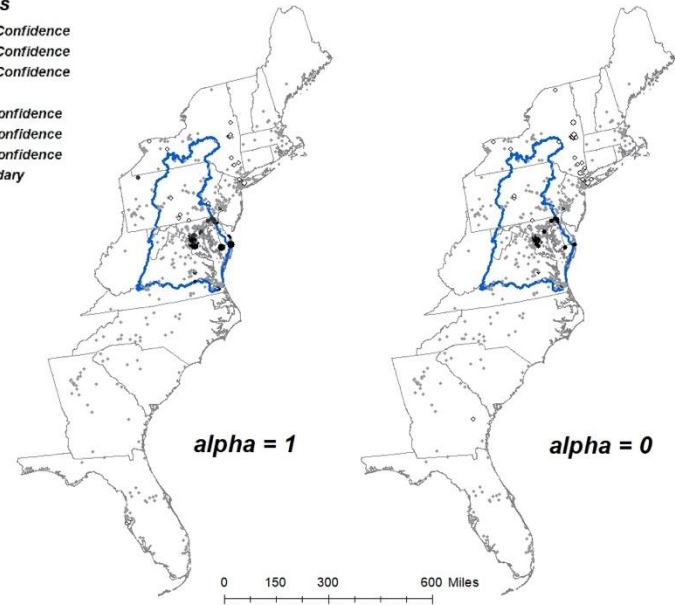 Confidence
Confidence
Confidence
onfidence
onfidence
onfidence
dary
alpha = 1
alpha = 0
0 150 300 600 Miles